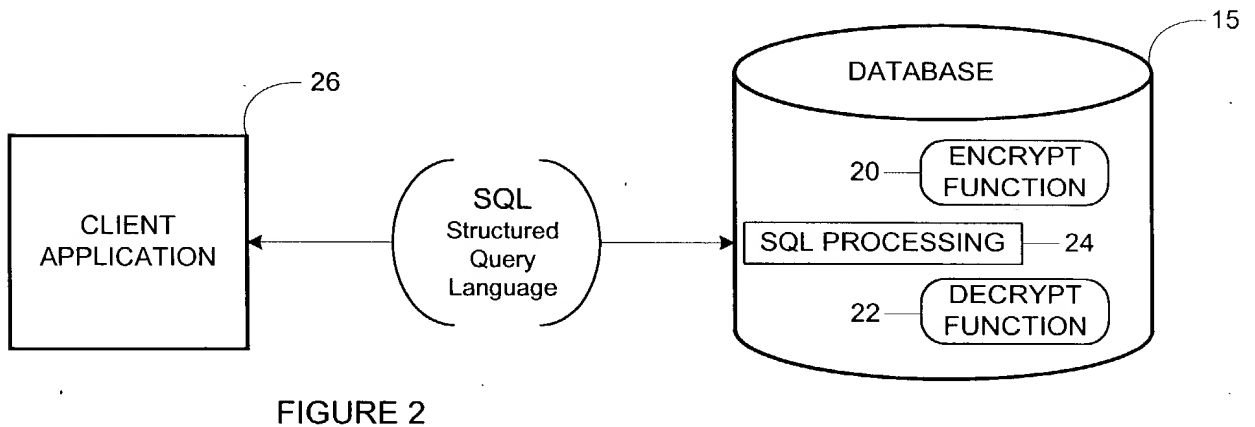 15
26
DATABASE
20
ENCRYPT
FUNCTION
CLIENT
APPLICATION
SQL
Structured
Query
Language
SQL PROCESSING
24
22
DECRYPT
FUNCTION
FIGURE 2